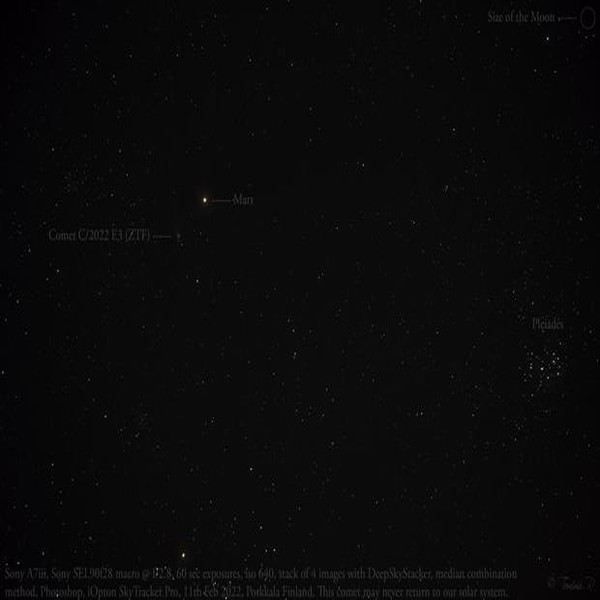 Size of the Moon
Mars
Comet C/2022 E3 (ZTF)
Pleiades
Sony A7iii, Sony SEL90f28 macro @ f/2.8, 60 sec exposures, iso 640, stack of 4 images with DeepSkyStacker, median combination
method, Photoshop, iOptron SkyTracker Pro, 11th Feb 2022, Porkkala Finland. This comet may never return to our solar system.
©